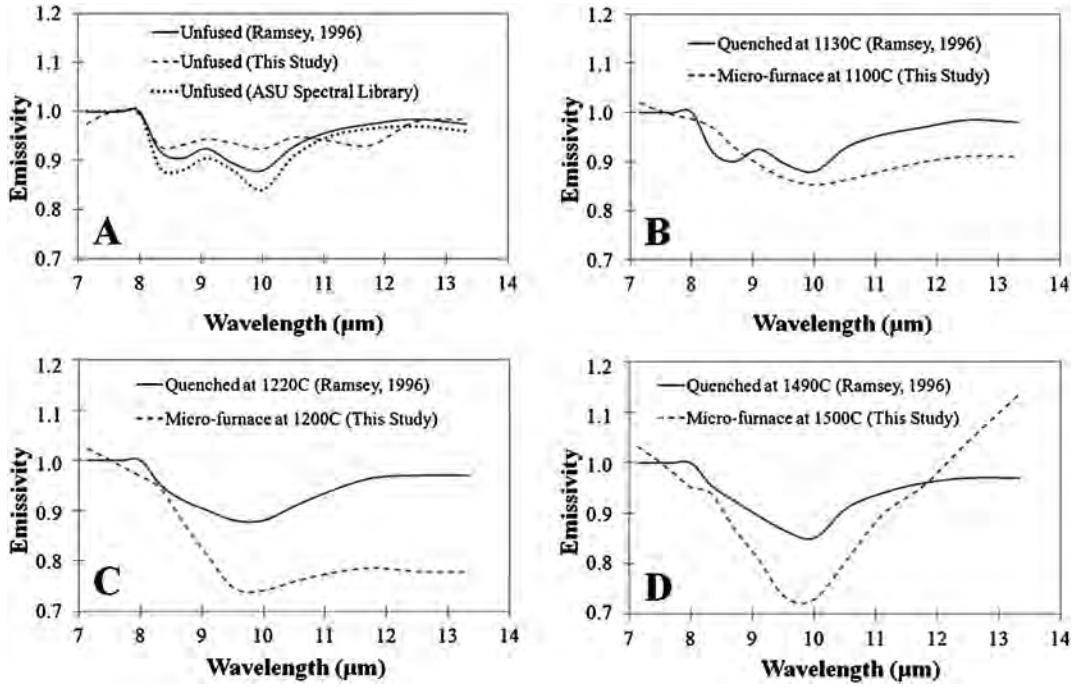 1.2
1.1
1.0
0.9
0.8
0.7
Emissivity
Unfused (Ramsey, 1996)
Unfused (This Study)
Unfused (ASU Spectral Library)
A
7 8 9 10 11 12 13 14
Wavelength (μm)
1.2
1.1
1.0
0.9
0.8
0.7
Emissivity
Quenched at 1130C (Ramsey, 1996)
Micro-furnace at 1100C (This Study)
B
7 8 9 10 11 12 13 14
Wavelength (μm)
1.2
1.1
1.0
0.9
0.8
0.7
Emissivity
Quenched at 1220C (Ramsey, 1996)
Micro-furnace at 1200C (This Study)
C
7 8 9 10 11 12 13 14
Wavelength (μm)
1.2
1.1
1.0
0.9
0.8
0.7
Emissivity
Quenched at 1490C (Ramsey, 1996)
Micro-furnace at 1500C (This Study)
D
7 8 9 10 11 12 13 14
Wavelength (μm)